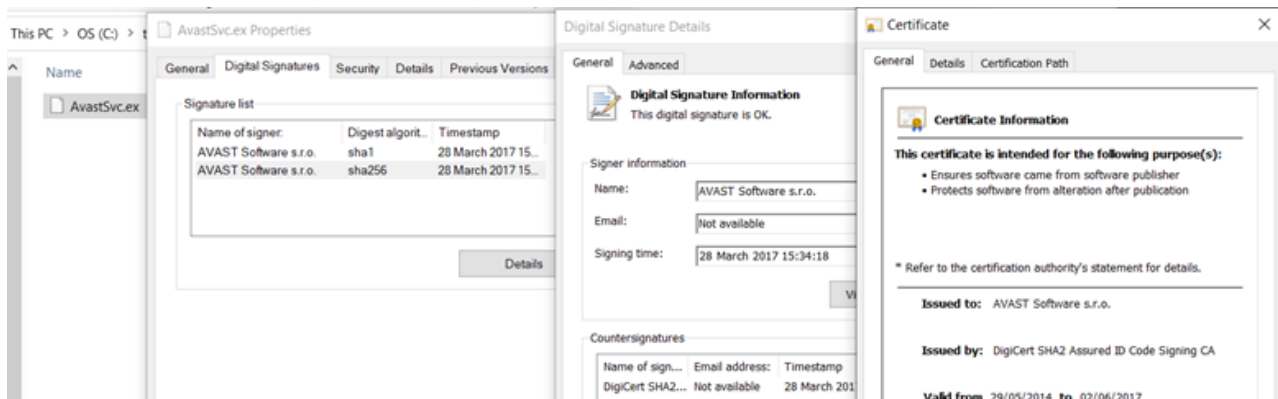 This PC > OS (C:) >
Name
AvastSvc.ex
AvastSvc.ex Properties
General Digital Signatures Security Details Previous Versions
Signature list
Name of signer: Digest algorit... Timestamp
AVAST Software s.r.o. sha1 28 March 2017 15...
AVAST Software s.r.o. sha256 28 March 2017 15...
Details
Digital Signature Details
General Advanced
Digital Signature Information
This digital signature is OK.
Signer information
Name: AVAST Software s.r.o.
Email: Not available
Signing time: 28 March 2017 15:34:18
Countersignatures
Name of sign... Email address: Timestamp
DigiCert SHA2... Not available 28 March 201
Certificate
General Details Certification Path
Certificate Information
This certificate is intended for the following purpose(s):
• Ensures software came from software publisher
• Protects software from alteration after publication
* Refer to the certification authority's statement for details.
Issued to: AVAST Software s.r.o.
Issued by: DigiCert SHA2 Assured ID Code Signing CA
Valid from 29/05/2014 to 02/06/2017